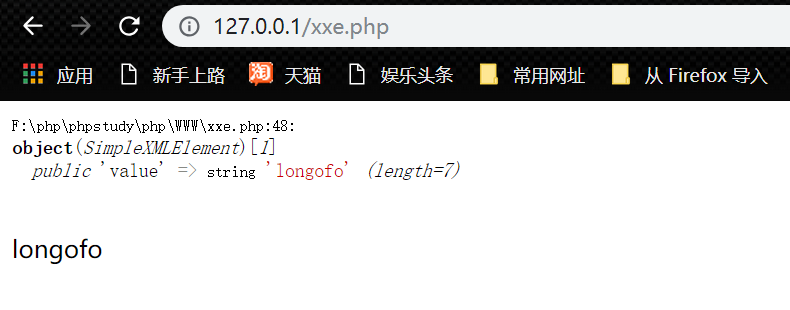 127.0.0.1/xxe.php
应用 新手上路 淘 天猫 娱乐头条 常用网址 从 Firefox 导入
F:\php\phpstudy\php\WWW\xxe.php:48:
object(SimpleXMLElement)[1]
public 'value' => string 'longofo' (length=7)
longofo